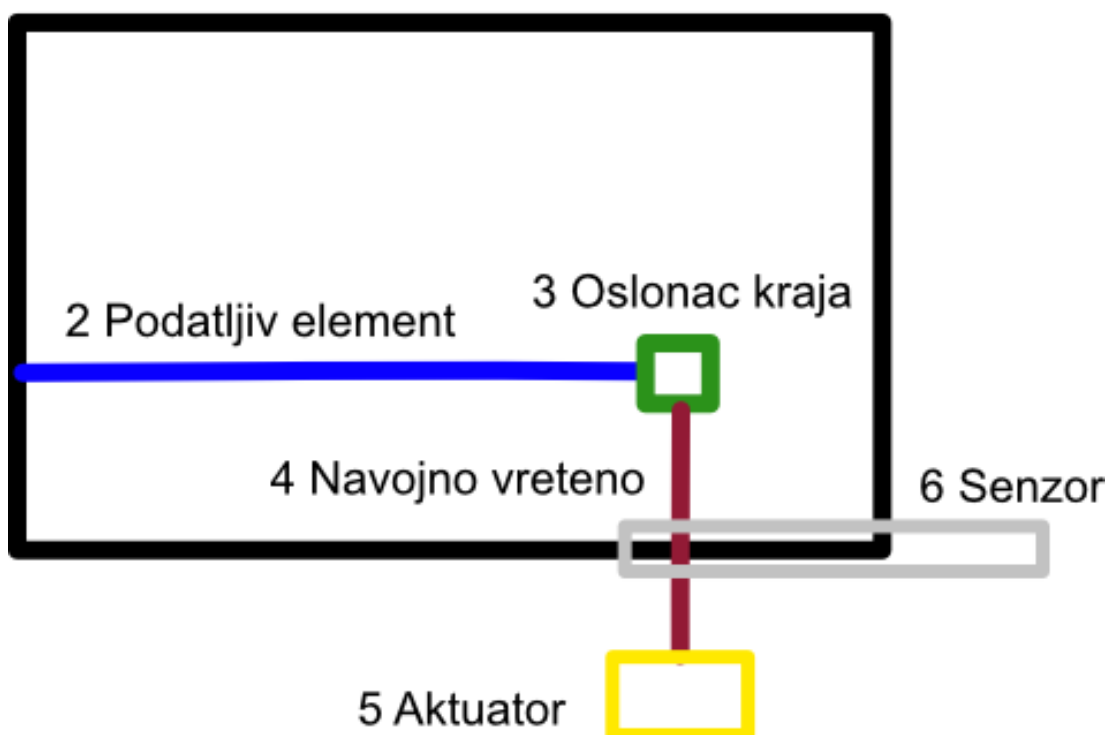 3 Oslonac kraja
2 Podatljiv element
4 Navojno vreteno
6 Senzor
5 Aktuator